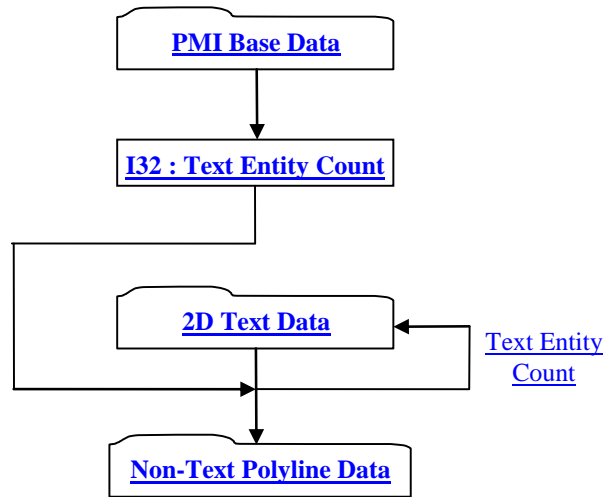 PMI Base Data
I32 : Text Entity Count
2D Text Data
Text Entity
Count
Non-Text Polyline Data